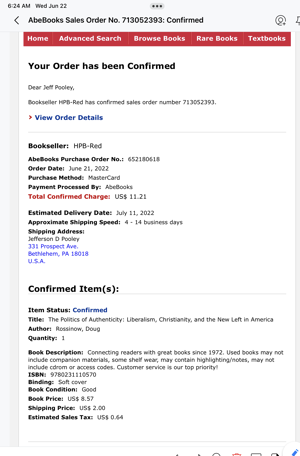 6:24 AM Wed Jun 22
AbeBooks Sales Order No. 713052393: Confirmed
Home Advanced Search Browse Books Rare Books Textbooks
Your Order has been Confirmed
Dear Jeff Pooley,
Bookseller HPB-Red has confirmed sales order number 713052393.
View Order Details
Bookseller: HPB-Red
AbeBooks Purchase Order No.: 652180618
Order Date: June 21, 2022
Purchase Method: MasterCard
Payment Processed By: AbeBooks
Total Confirmed Charge: US$ 11.21
Estimated Delivery Date: July 11, 2022
Approximate Shipping Speed: 4 - 14 business days
Shipping Address:
Jefferson D Pooley
331 Prospect Ave.
Bethlehem, PA 18018
U.S.A.
Confirmed Item(s):
Item Status: Confirmed
Title: The Politics of Authenticity: Liberalism, Christianity, and the New Left in America
Author: Rossinow, Doug
Quantity: 1
Book Description: Connecting readers with great books since 1972. Used books may not
include companion materials, some shelf wear, may contain highlighting/notes, may not
include cdrom or access codes. Customer service is our top priority!
ISBN: 9780231110570
Binding: Soft cover
Book Condition: Good
Book Price: US$ 8.57
Shipping Price: US$ 2.00
Estimated Sales Tax: US$ 0.64